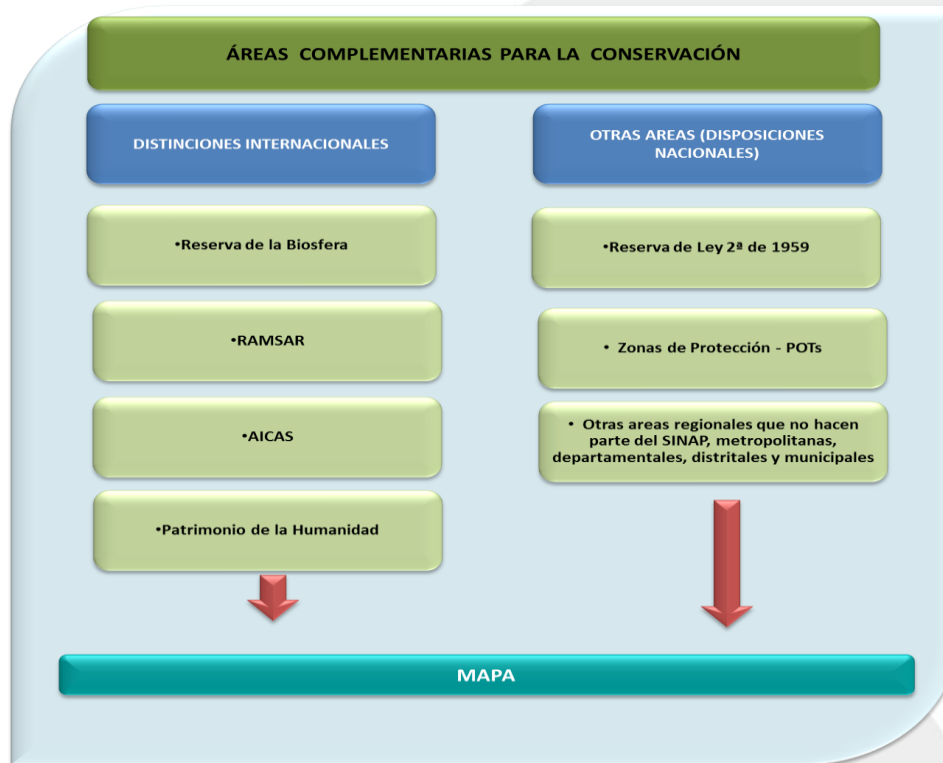 ÁREAS COMPLEMENTARIAS PARA LA CONSERVACIÓN
DISTINCIONES INTERNACIONALES
•Reserva de la Biosfera
•RAMSAR
•AICAS
•Patrimonio de la Humanidad
OTRAS AREAS (DISPOSICIONES
NACIONALES)
•Reserva de Ley 2ª de 1959
• Zonas de Protección - POTs
• Otras areas regionales que no hacen
parte del SINAP, metropolitanas,
departamentales, distritales y municipales
MAPA